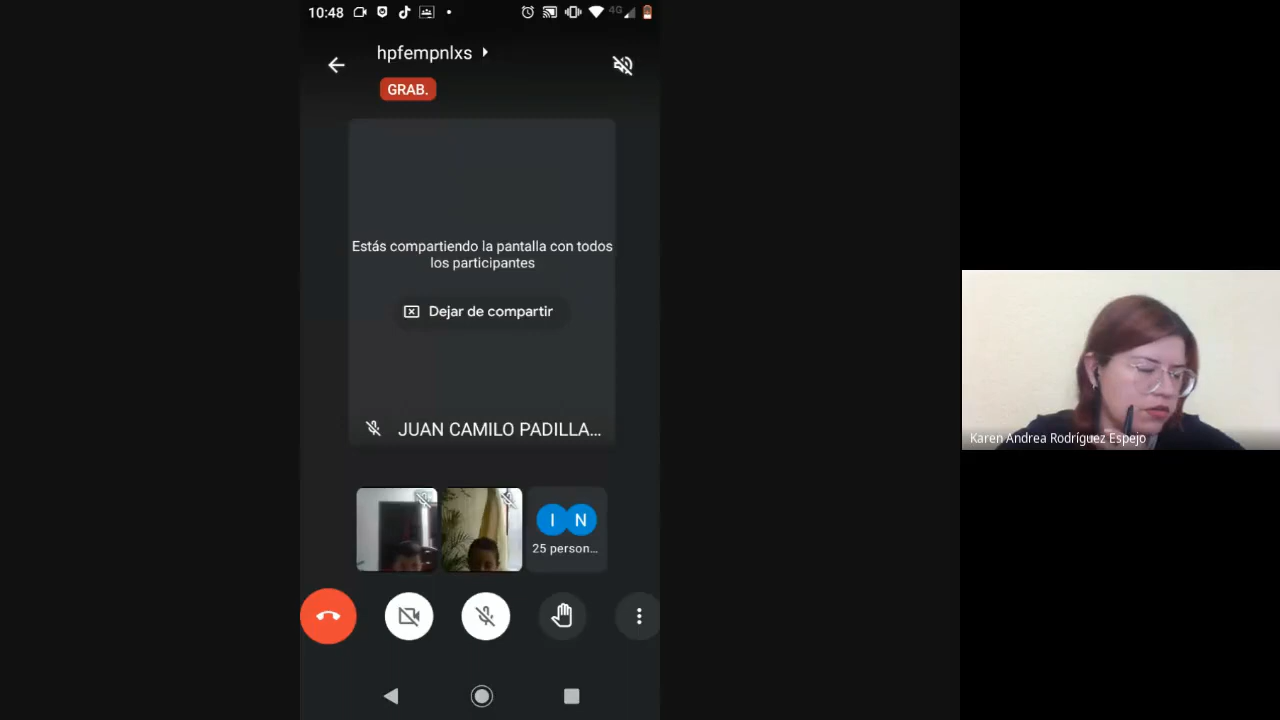 10:48
4G
hpfempnlxs
GRAB.
Estás compartiendo la pantalla con todos
los participantes
Dejar de compartir
JUAN CAMILO PADILLA...
I N
25 person...
Karen Andrea Rodríguez Espejo